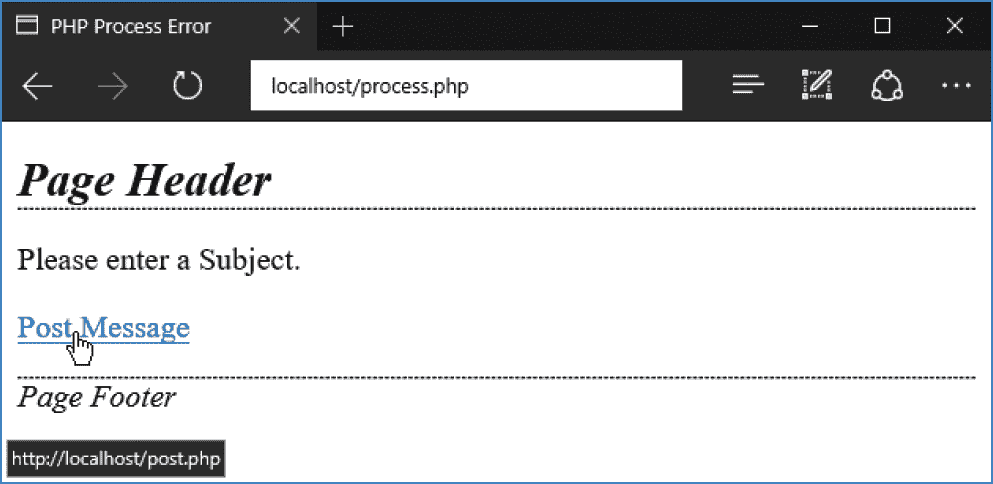 PHP Process Error
localhost/process.php
Page Header
Please enter a Subject.
Post Message
Page Footer
http://localhost/post.php